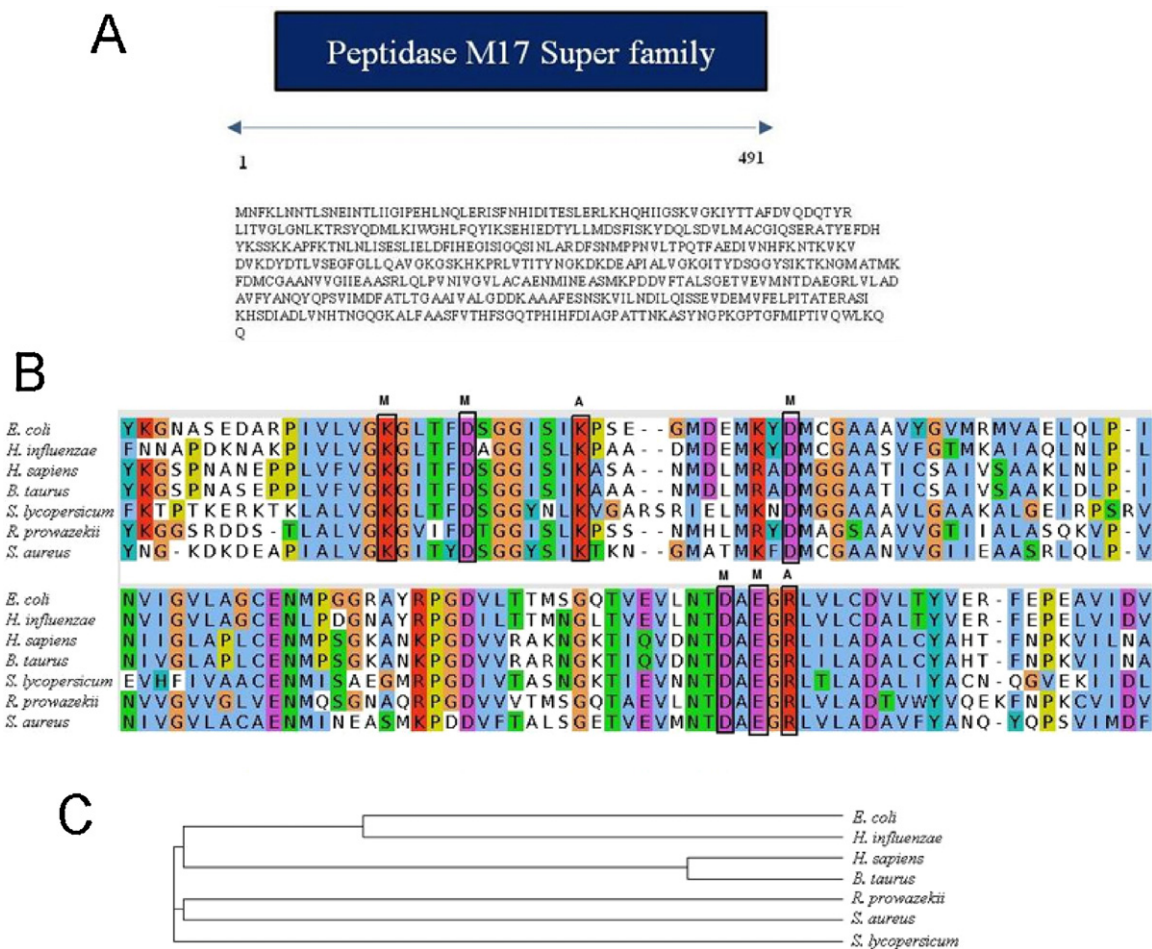 A
Peptidase M17 Super family
1 491
MNFKLNNTLSNEINTLIIGIPEHLNQLERISFNHIDITESLERLKHQHIIGSKVGKIYTTAFDVQDQTYR
LITVGLGNLKTRSYQDMLKIWGHLFQYIKSEHIEDTYLLMDSFISKYDQLSDVLMACGIQSERATYEFDH
YKSSKKAPFKTNLNLISESLIELDFIHEGISIGQSINLARDFSNMPPNVLTPQTFAEDIVNHFKNTKVKV
DVKDYDTLVSEGFGLLQAVGKGSKHKPRLVTITYNGKDKDEAPIALVGKGITYDSGGYSIKTKNGMATMK
FDMCGAANVVGIIEAASRLQLPVNIVGVLACAENMINEASMKPDDVFTALSGETVEVMNTDAEGRLVLAD
AVFYANQYQPSVIMDFATLTGAAIVALGDDKAAAFESNSKVILNDILQISSEVDEMVFELPITATERASI
KHSDIADLVNHTNGQGKALFAASFVTHFSGQTPHIHFDIAGPATTNKASYNGPKGPTGFMIPTIVQWLKQ
Q
B
M M A M
E. coli YKGNASEDARPIVLVGKGLTFDSGGISIKPSE--GMDEMKYDMCGAAAVYGVMRMVAELQLP-I
H. influenzae FNNAPDKNAKPIVLVGKGLTFDAGGISLKPAA--DMDEMKYDMCGAASVFGTMKAIAQLNLP-L
H. sapiens YKGSPNANEPPLVFVGKGITFDSGGISIKASA--NMDLMRADMGGAATICSAIVSAAKLNLP-I
B. taurus YKGSPNASEPPLVFVGKGITFDSGGISIKAAA--NMDLMRADMGGAATICSAIVSAAKLDLP-I
S. lycopersicum FKTPTKERKTKLALVGKGLTFDSGGYNLKVGARSRIELMKNDMGGAAAVLGAAKALGEIRPSRV
R. prowazekii YKGGSRDDS-TLALVGKGVIFDTGGISLKPSS--NMHLMRYDMAGSAAVTIALIALASQKVP-V
S. aureus YNG-KDKDEAPIALVGKGITYDSGGYSIKTKN--GMATMKFDMCGAANVVGIIEAASRLQLP-V
M M A
E. coli NVIGVLAGCENMPGGRAYRPGDVLTTMSGQTVEVLNTDAEGRLVLCDVLTYVER-FEPEAVIDV
H. influenzae NVIGVLAGCENLPDGNAYRPGDILTTMNGLTVEVLNTDAEGRLVLCDALTYVER-FEPELVIDV
H. sapiens NIIGLAPLCENMPSGKANKPGDVVRAKNGKTIQVDNTDAEGRLILADALCYAHT-FNPKVILNA
B. taurus NIVGLAPLCENMPSGKANKPGDVVRARNGKTIQVDNTDAEGRLILADALCYAHT-FNPKVIINA
S. lycopersicum EVHFIVAACENMISAEGMRPGDIVTASNGKTIEVNNTDAEGRLTLADALIYACN-QGVEKIIDL
R. prowazekii NVVGVVGLVENMQSGNAQRPGDVVVTMSGQTAEVLNTDAEGRLVLADTVWYVQEKFNPKCVIDV
S. aureus NIVGVLACAENMINEASMKPDDVFTALSGETVEVMNTDAEGRLVLADAVFYANQ-YQPSVIMDF
C
E. coli
H. influenzae
H. sapiens
B. taurus
R. prowazekii
S. aureus
S. lycopersicum